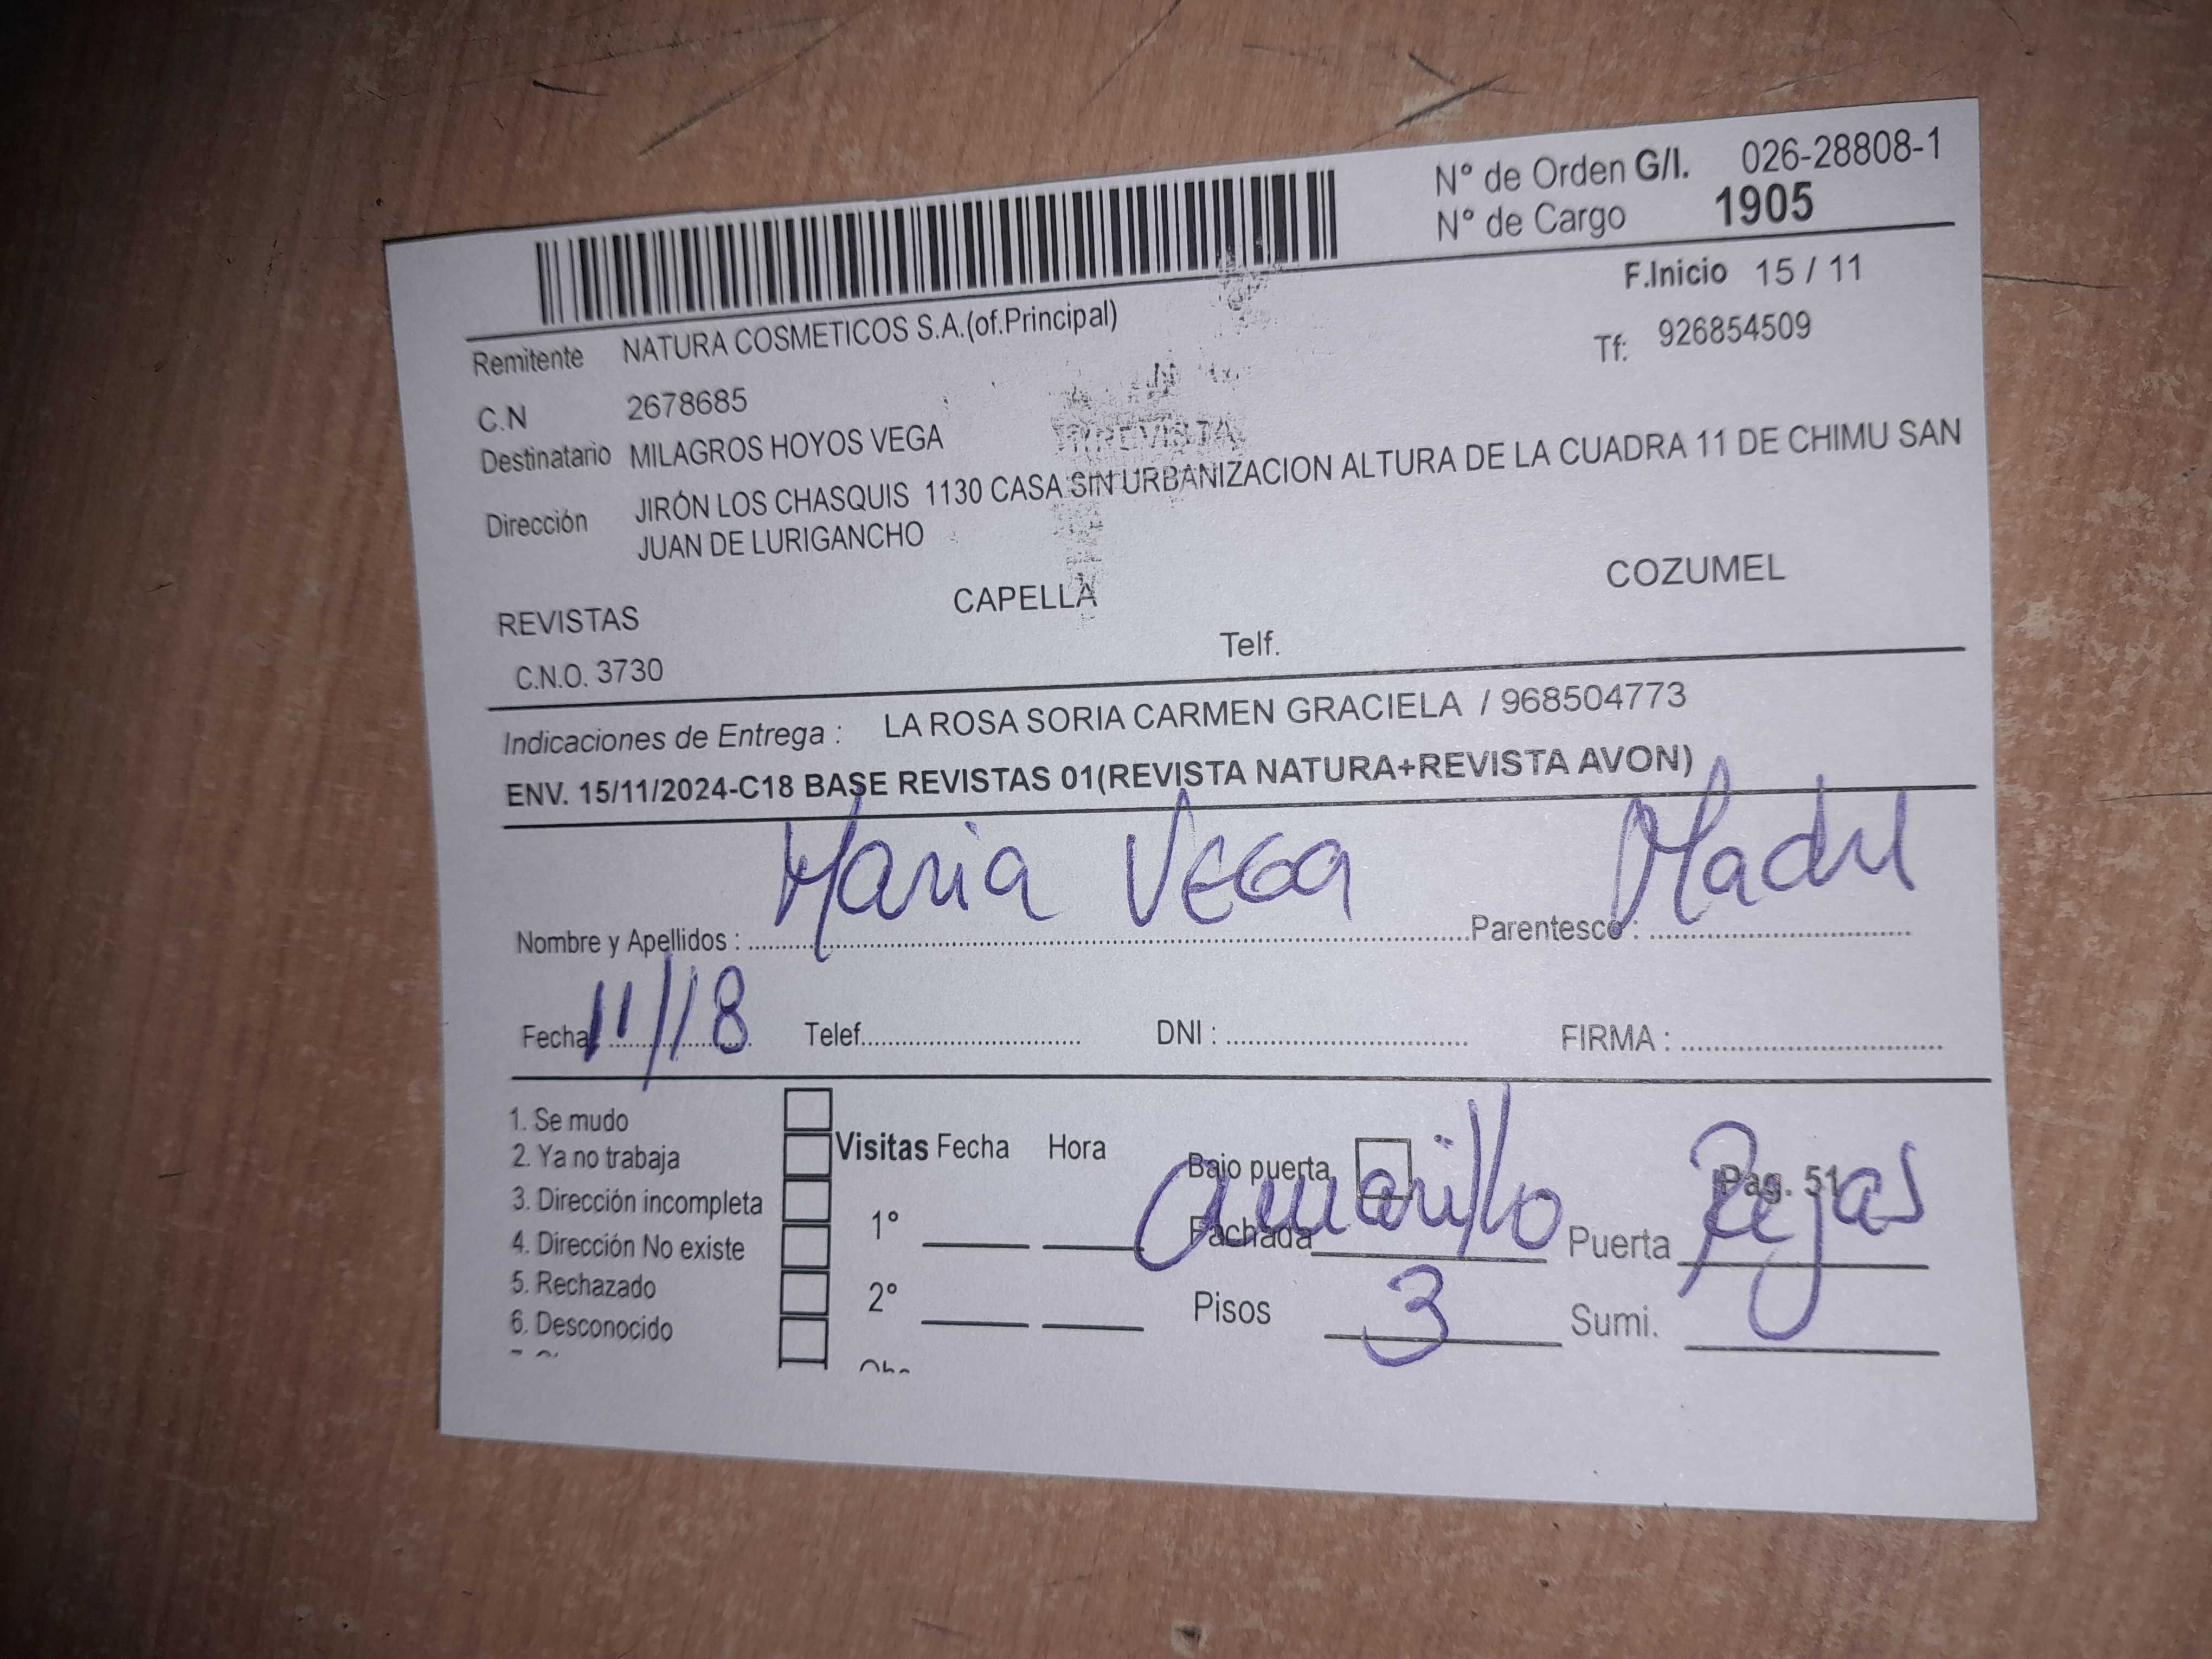 N° de Orden G/I. 026-28808-1
N° de Cargo 1905
F.Inicio 15 / 11
Remitente NATURA COSMETICOS S.A.(of.Principal)
Tf: 926854509
C.N 2678685
Destinatario MILAGROS HOYOS VEGA
Dirección JIRÓN LOS CHASQUIS 1130 CASA SIN URBANIZACION ALTURA DE LA CUADRA 11 DE CHIMU SAN
JUAN DE LURIGANCHO
REVISTAS CAPELLA COZUMEL
C.N.O. 3730 Telf.
Indicaciones de Entrega : LA ROSA SORIA CARMEN GRACIELA / 968504773
ENV. 15/11/2024-C18 BASE REVISTAS 01(REVISTA NATURA+REVISTA AVON)
Nombre y Apellidos : Maria VEGa Parentesco : Madre
Fecha: 11/18 Telef. DNI : FIRMA :
1. Se mudo
2. Ya no trabaja
3. Dirección incompleta
4. Dirección No existe
5. Rechazado
6. Desconocido
Visitas Fecha Hora
1°
2°
Bajo puerta Pag. 51
Fachada amarillo Puerta Rejas
Pisos 3 Sumi.